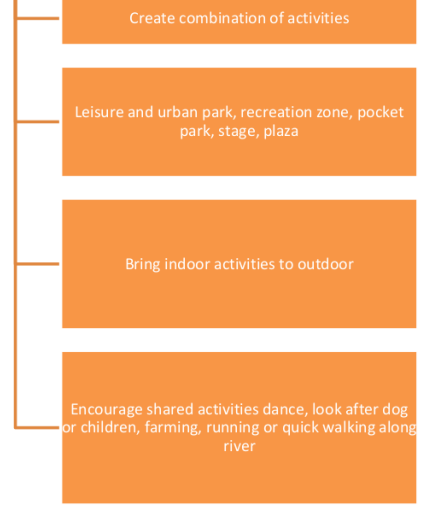 Create combination of activities
Leisure and urban park, recreation zone, pocket
park, stage, plaza
Bring indoor activities to outdoor
Encourage shared activities dance, look after dog
or children, farming, running or quick walking along
river